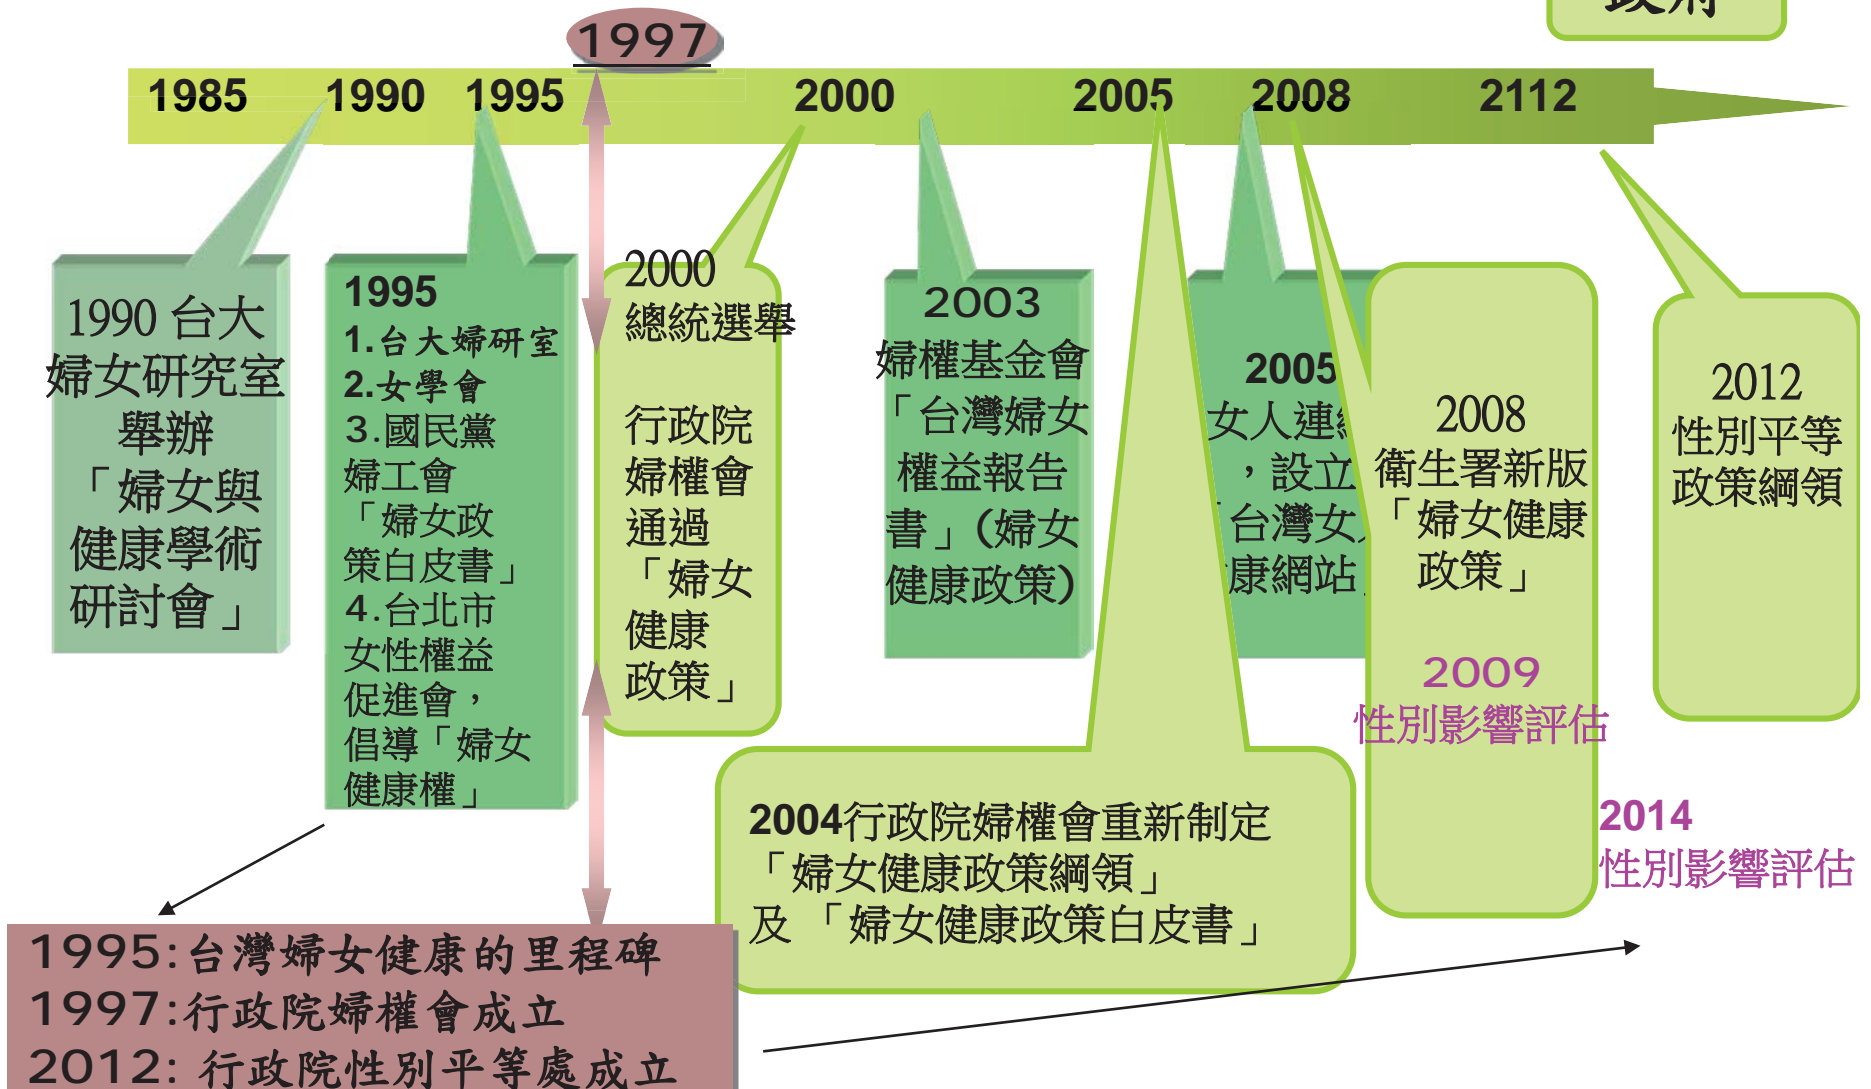 政府
1997
1985 1990 1995 2000 2005 2008 2112
1990 台大
婦女研究室
舉辦
「婦女與
健康學術
研討會」
1995
1.台大婦研室
2.女學會
3.國民黨
婦工會
「婦女政
策白皮書」
4.台北市
女性權益
促進會，
倡導「婦女
健康權」
2000
總統選舉
行政院
婦權會
通過
「婦女
健康
政策」
2003
婦權基金會
「台灣婦女
權益報告
書」(婦女
健康政策)
2005
女人連
，設立
「台灣女
康網站」
2008
衛生署新版
「婦女健康
政策」
2009
性別影響評估
2012
性別平等
政策綱領
2004行政院婦權會重新制定
「婦女健康政策綱領」
及 「婦女健康政策白皮書」
2014
性別影響評估
1995:台灣婦女健康的里程碑
1997:行政院婦權會成立
2012: 行政院性別平等處成立